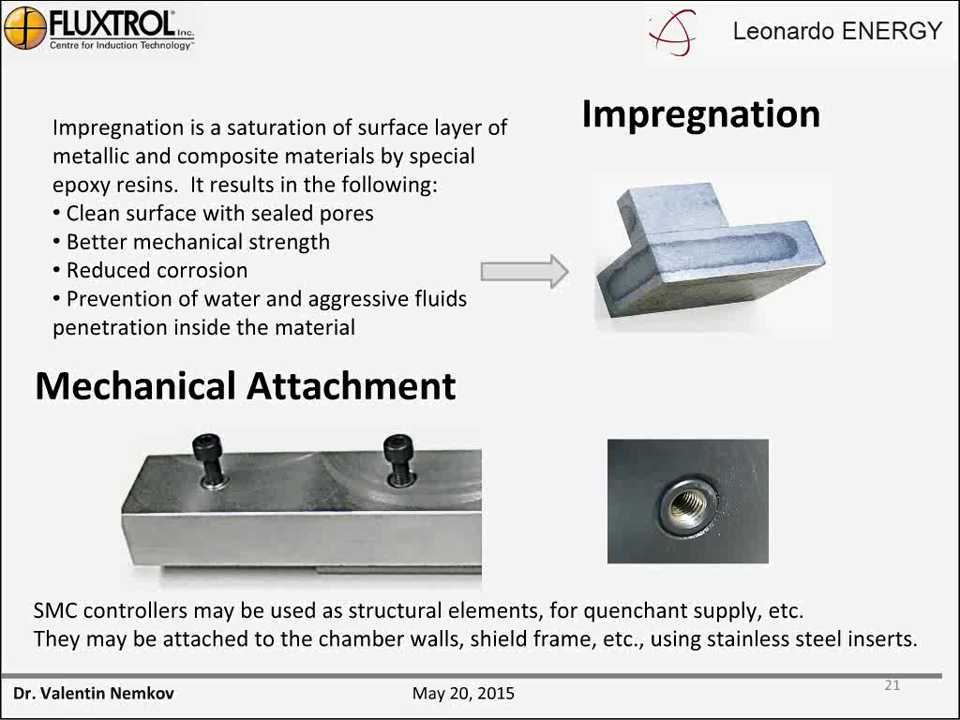 FLUXTROL® Inc.
Centre for Induction Technology™
Leonardo ENERGY
Impregnation
Impregnation is a saturation of surface layer of
metallic and composite materials by special
epoxy resins.  It results in the following:
• Clean surface with sealed pores
• Better mechanical strength
• Reduced corrosion
• Prevention of water and aggressive fluids
penetration inside the material
Mechanical Attachment
SMC controllers may be used as structural elements, for quenchant supply, etc.
They may be attached to the chamber walls, shield frame, etc., using stainless steel inserts.
Dr. Valentin Nemkov
May 20, 2015
21